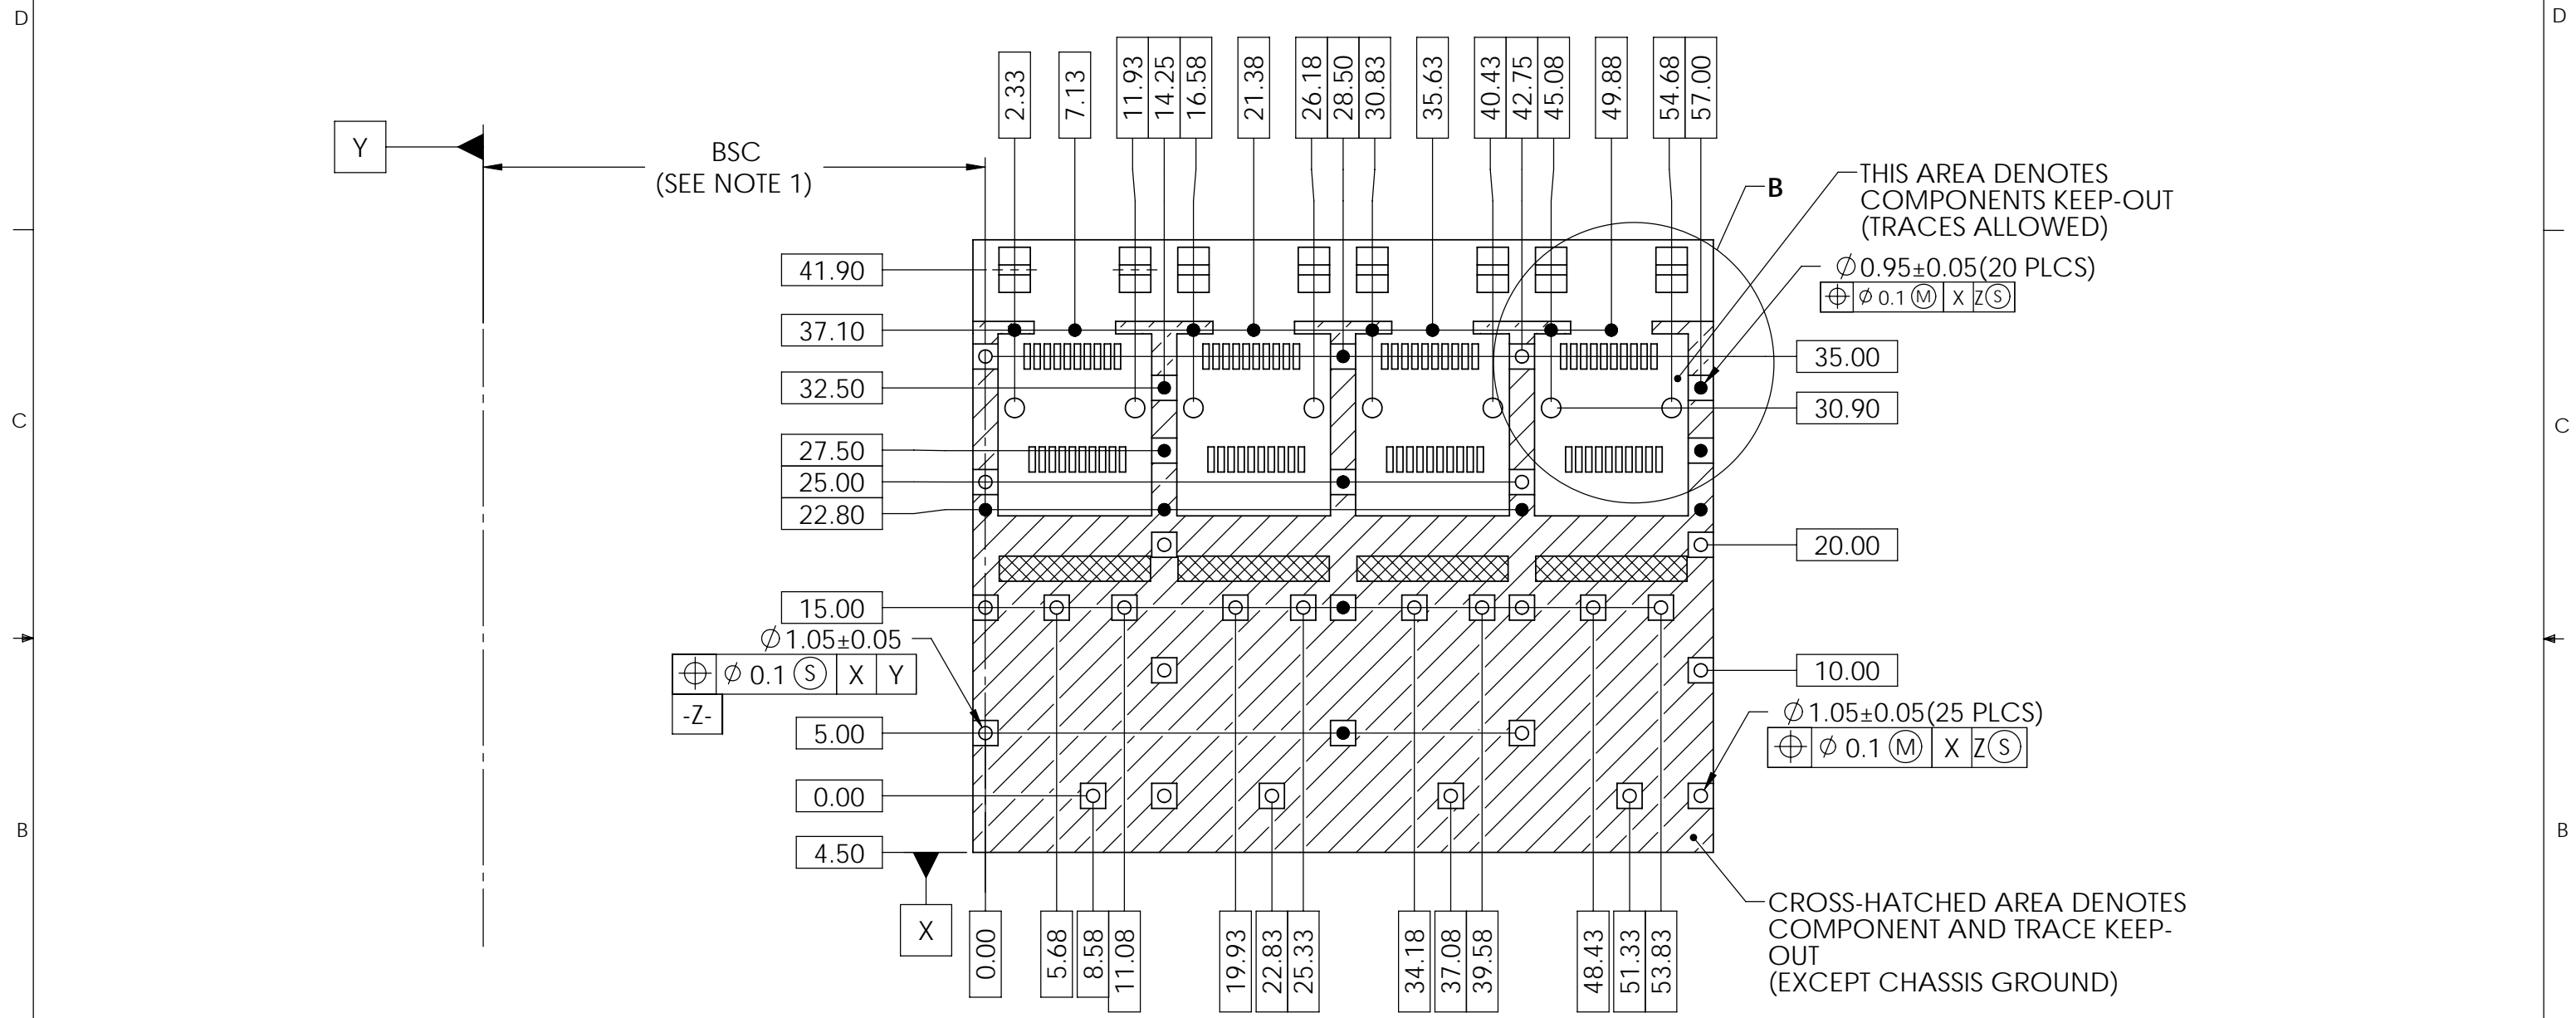 D
D
2.33
7.13
11.93
14.25
16.58
21.38
26.18
28.50
30.83
35.63
40.43
42.75
45.08
49.88
54.68
57.00
Y
BSC
(SEE NOTE 1)
B
THIS AREA DENOTES
COMPONENTS KEEP-OUT
(TRACES ALLOWED)
⌀0.95±0.05(20 PLCS)
⌖ ⌀ 0.1 Ⓜ X ZⓈ
41.90
37.10
32.50
27.50
25.00
22.80
35.00
30.90
20.00
C
C
15.00
⌀1.05±0.05
⌖ ⌀ 0.1 Ⓢ X Y
-Z-
5.00
0.00
4.50
X
10.00
⌀1.05±0.05(25 PLCS)
⌖ ⌀ 0.1 Ⓜ X ZⓈ
B
B
CROSS-HATCHED AREA DENOTES
COMPONENT AND TRACE KEEP-
OUT
(EXCEPT CHASSIS GROUND)
0.00
5.68
8.58
11.08
19.93
22.83
25.33
34.18
37.08
39.58
48.43
51.33
53.83